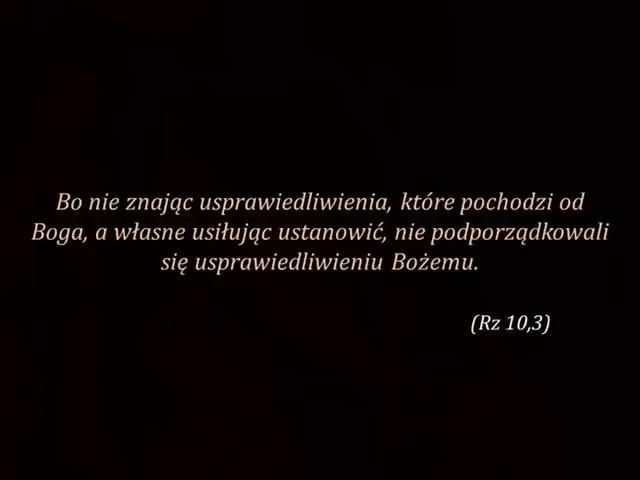 Bo nie znając usprawiedliwienia, które pochodzi od
Boga, a własne usiłując ustanowić, nie podporządkowali
się usprawiedliwieniu Bożemu.
(Rz 10,3)